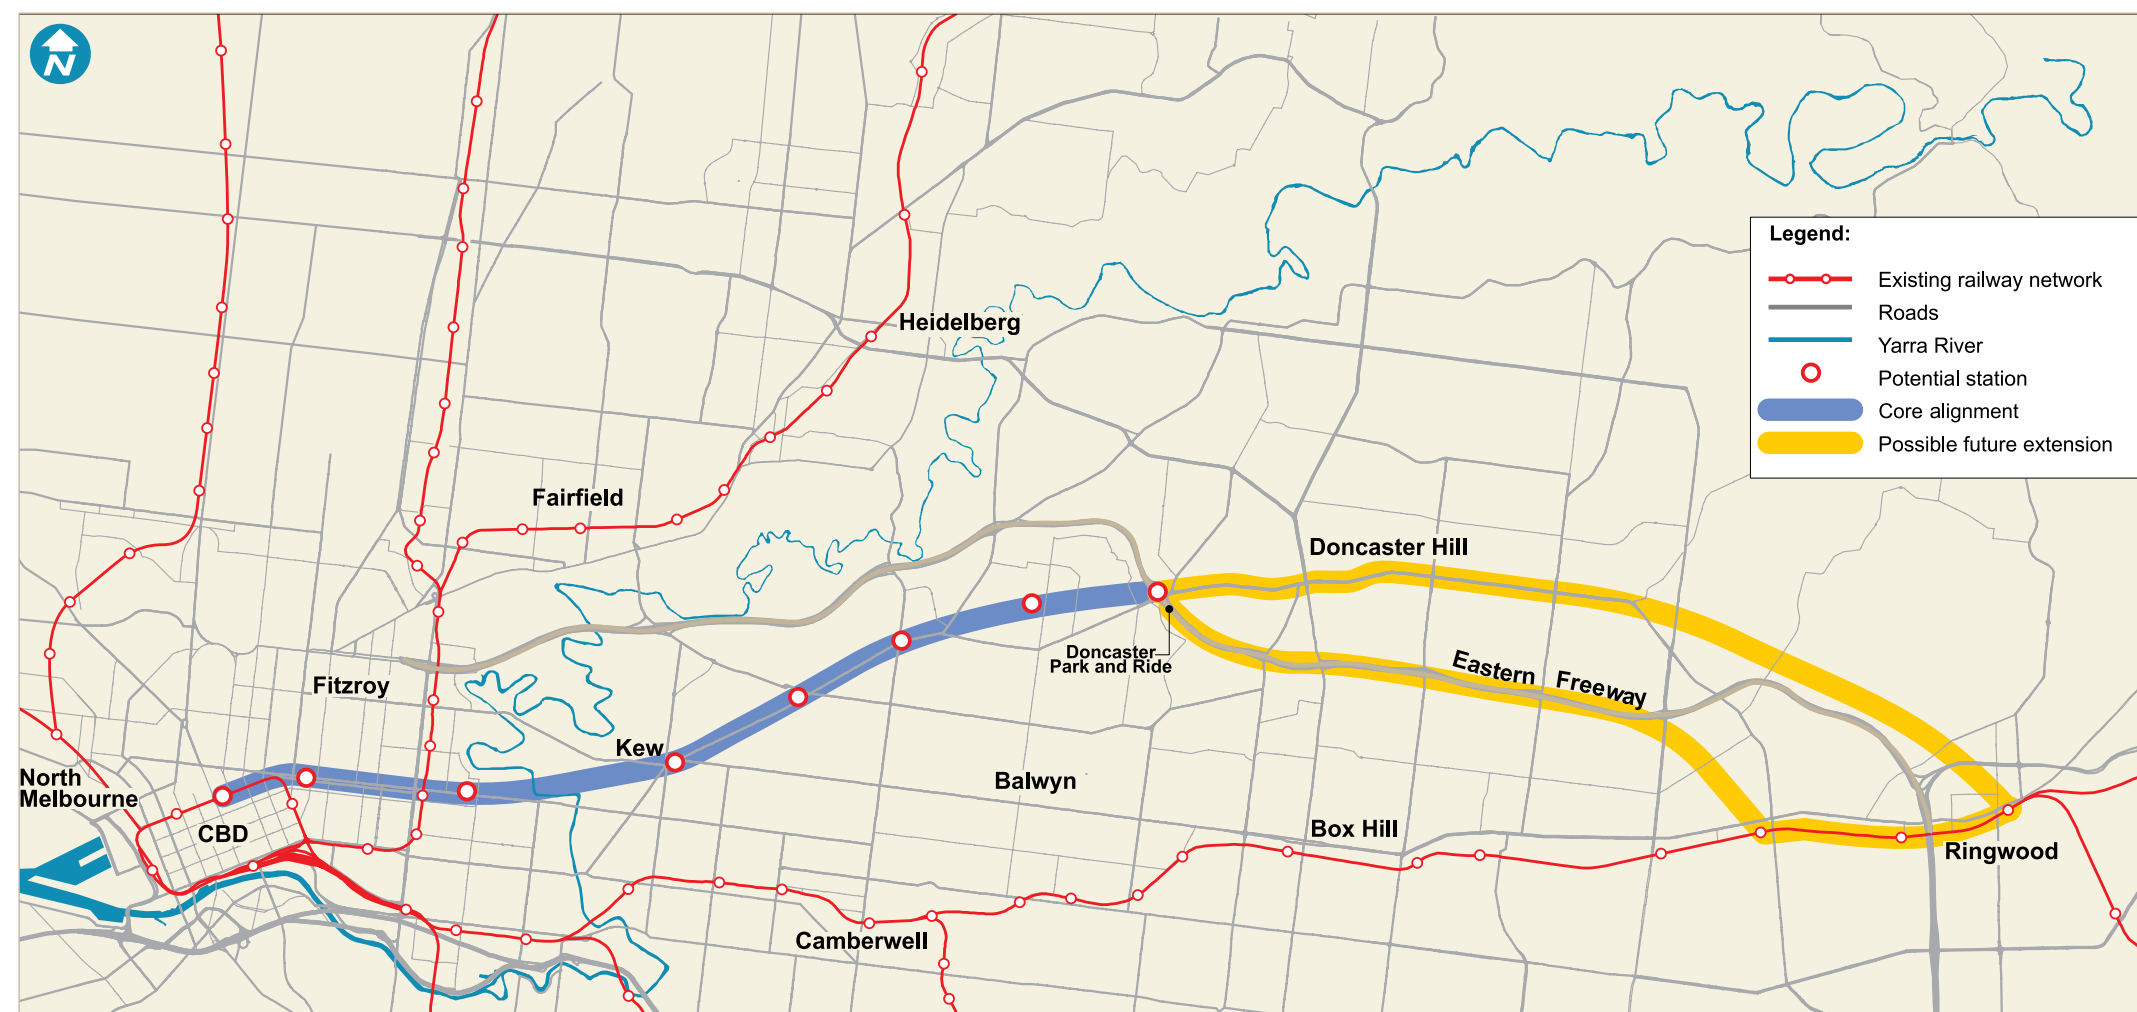 N
Legend:
Existing railway network
Roads
Yarra River
Potential station
Core alignment
Possible future extension
Heidelberg
Fairfield
Doncaster Hill
Doncaster
Park and Ride
Eastern Freeway
Fitzroy
Kew
North
Melbourne
CBD
Balwyn
Box Hill
Ringwood
Camberwell